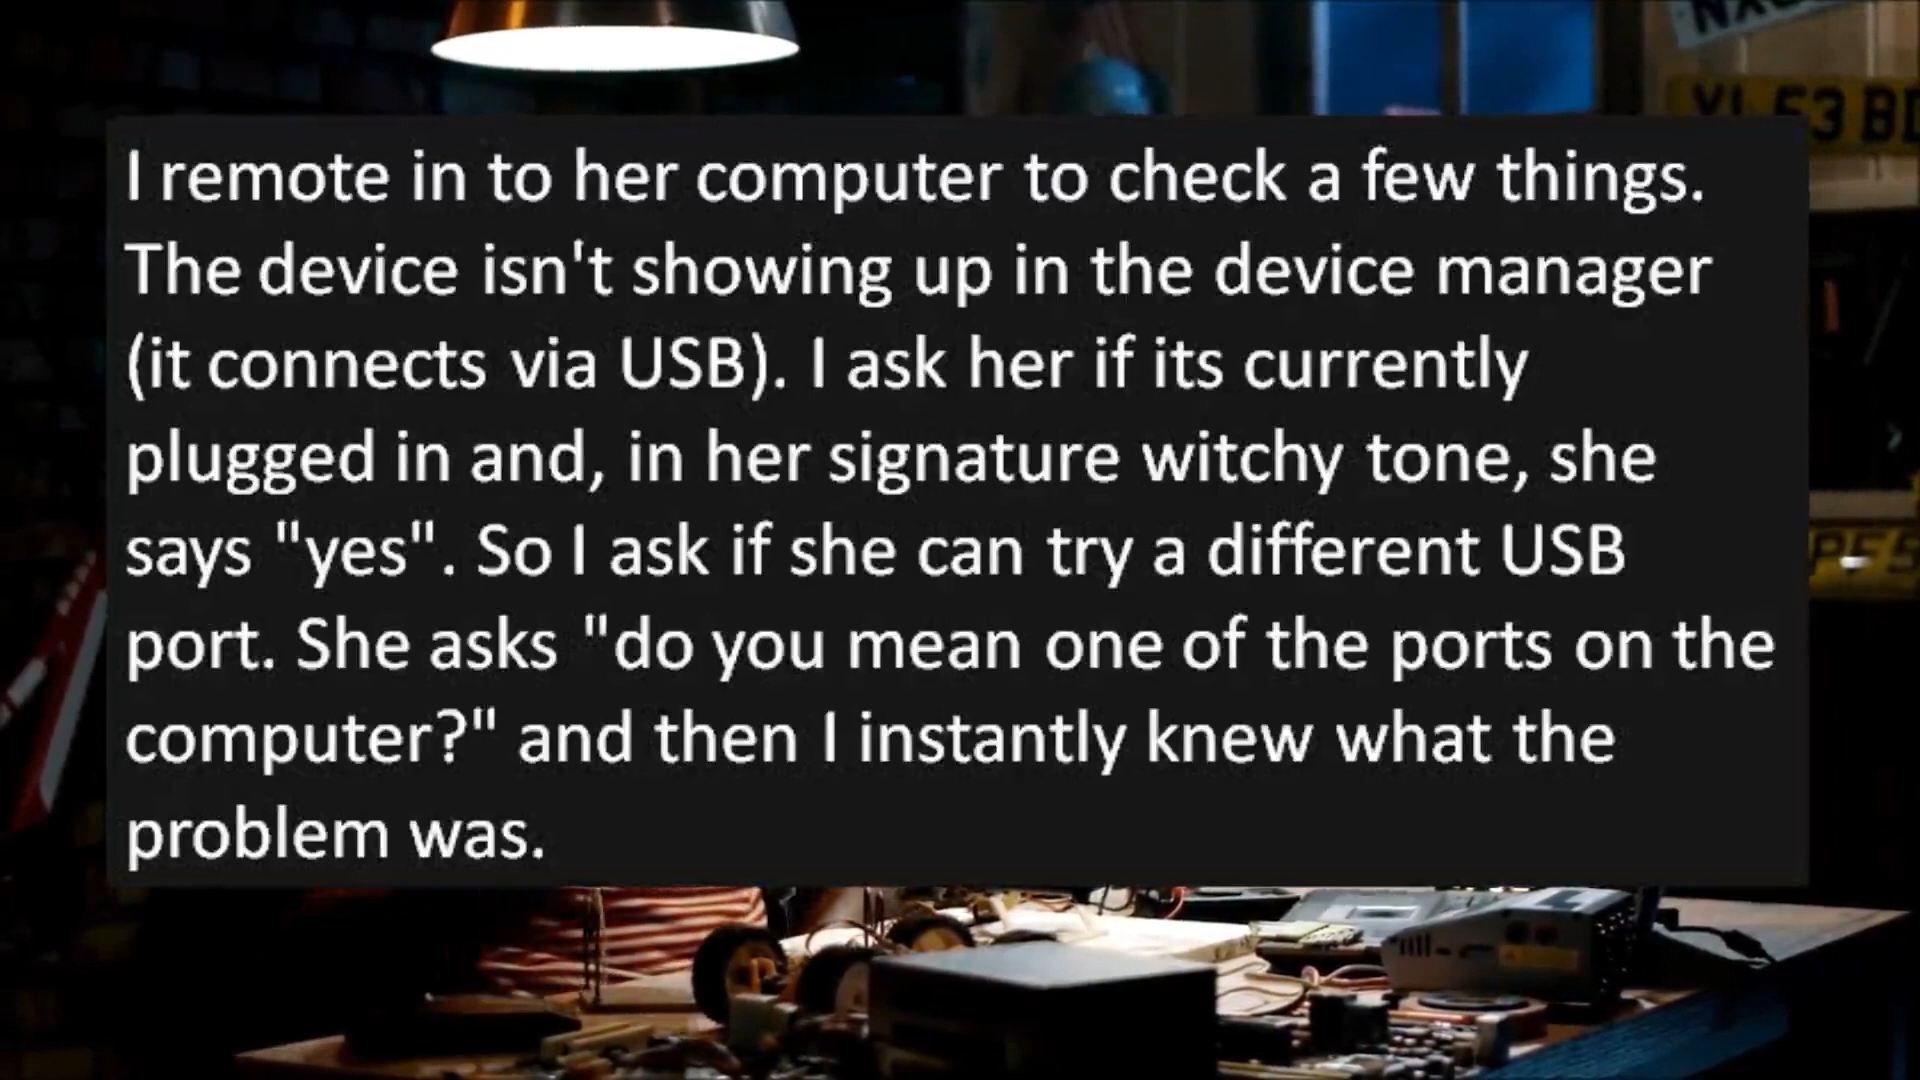 I remote in to her computer to check a few things.
The device isn't showing up in the device manager
(it connects via USB). I ask her if its currently
plugged in and, in her signature witchy tone, she
says "yes". So I ask if she can try a different USB
port. She asks "do you mean one of the ports on the
computer?" and then I instantly knew what the
problem was.